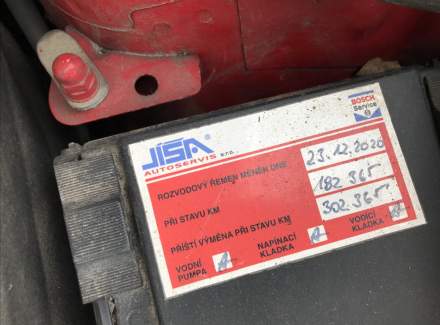 JÍSA
AUTOSERVIS s.r.o.
BOSCH
Service
ROZVODOVÝ ŘEMEN MĚNĚN DNE 23.12.2020
PŘI STAVU KM 182 365
PŘÍŠTÍ VÝMĚNA PŘI STAVU KM 302.365
VODNÍ PUMPA A NAPÍNACÍ KLADKA A VODÍCÍ KLADKA A